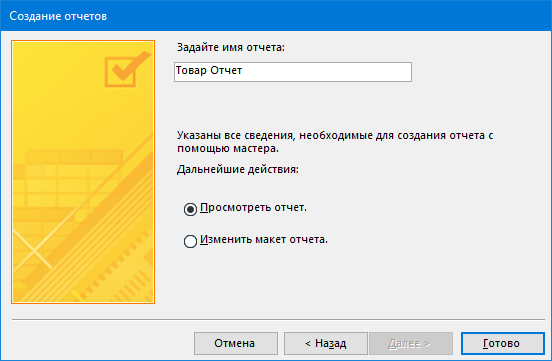 Создание отчетов
Задайте имя отчета:
Товар Отчет
Указаны все сведения, необходимые для создания отчета с
помощью мастера.
Дальнейшие действия:
Просмотреть отчет.
Изменить макет отчета.
Отмена < Назад Далее > Готово